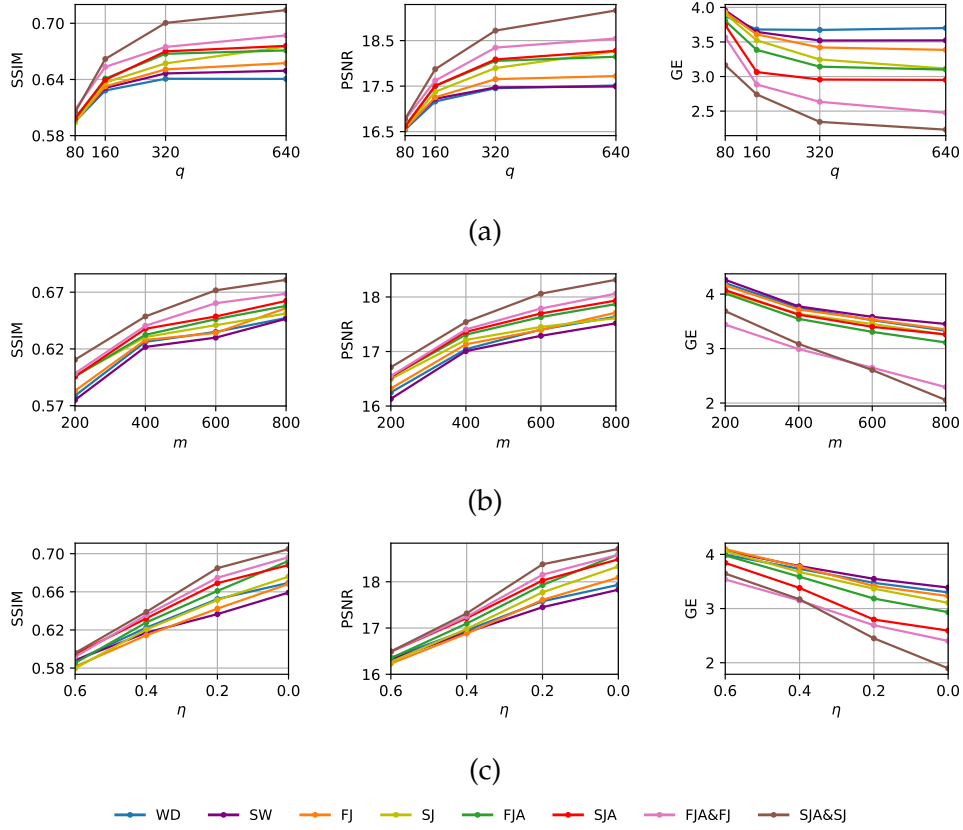 SSIM
0.70
0.64
0.58
80 160 320 640
q
PSNR
18.5
17.5
16.5
80 160 320 640
q
GE
4.0
3.5
3.0
2.5
80 160 320 640
q
(a)
SSIM
0.67
0.62
0.57
200 400 600 800
m
PSNR
18
17
16
200 400 600 800
m
GE
4
3
2
200 400 600 800
m
(b)
SSIM
0.70
0.66
0.62
0.58
0.6 0.4 0.2 0.0
η
PSNR
18
17
16
0.6 0.4 0.2 0.0
η
GE
4
3
2
0.6 0.4 0.2 0.0
η
(c)
WD SW FJ SJ FJA SJA FJA&FJ SJA&SJ